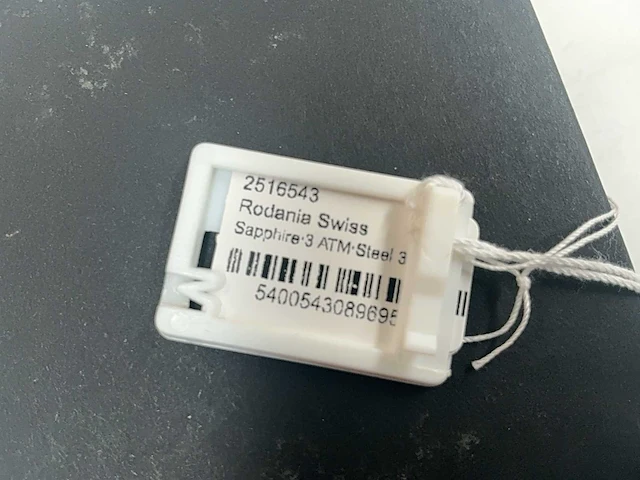 2516543
Rodania Swiss
Sapphire·3 ATM·Steel 3
5400543089695